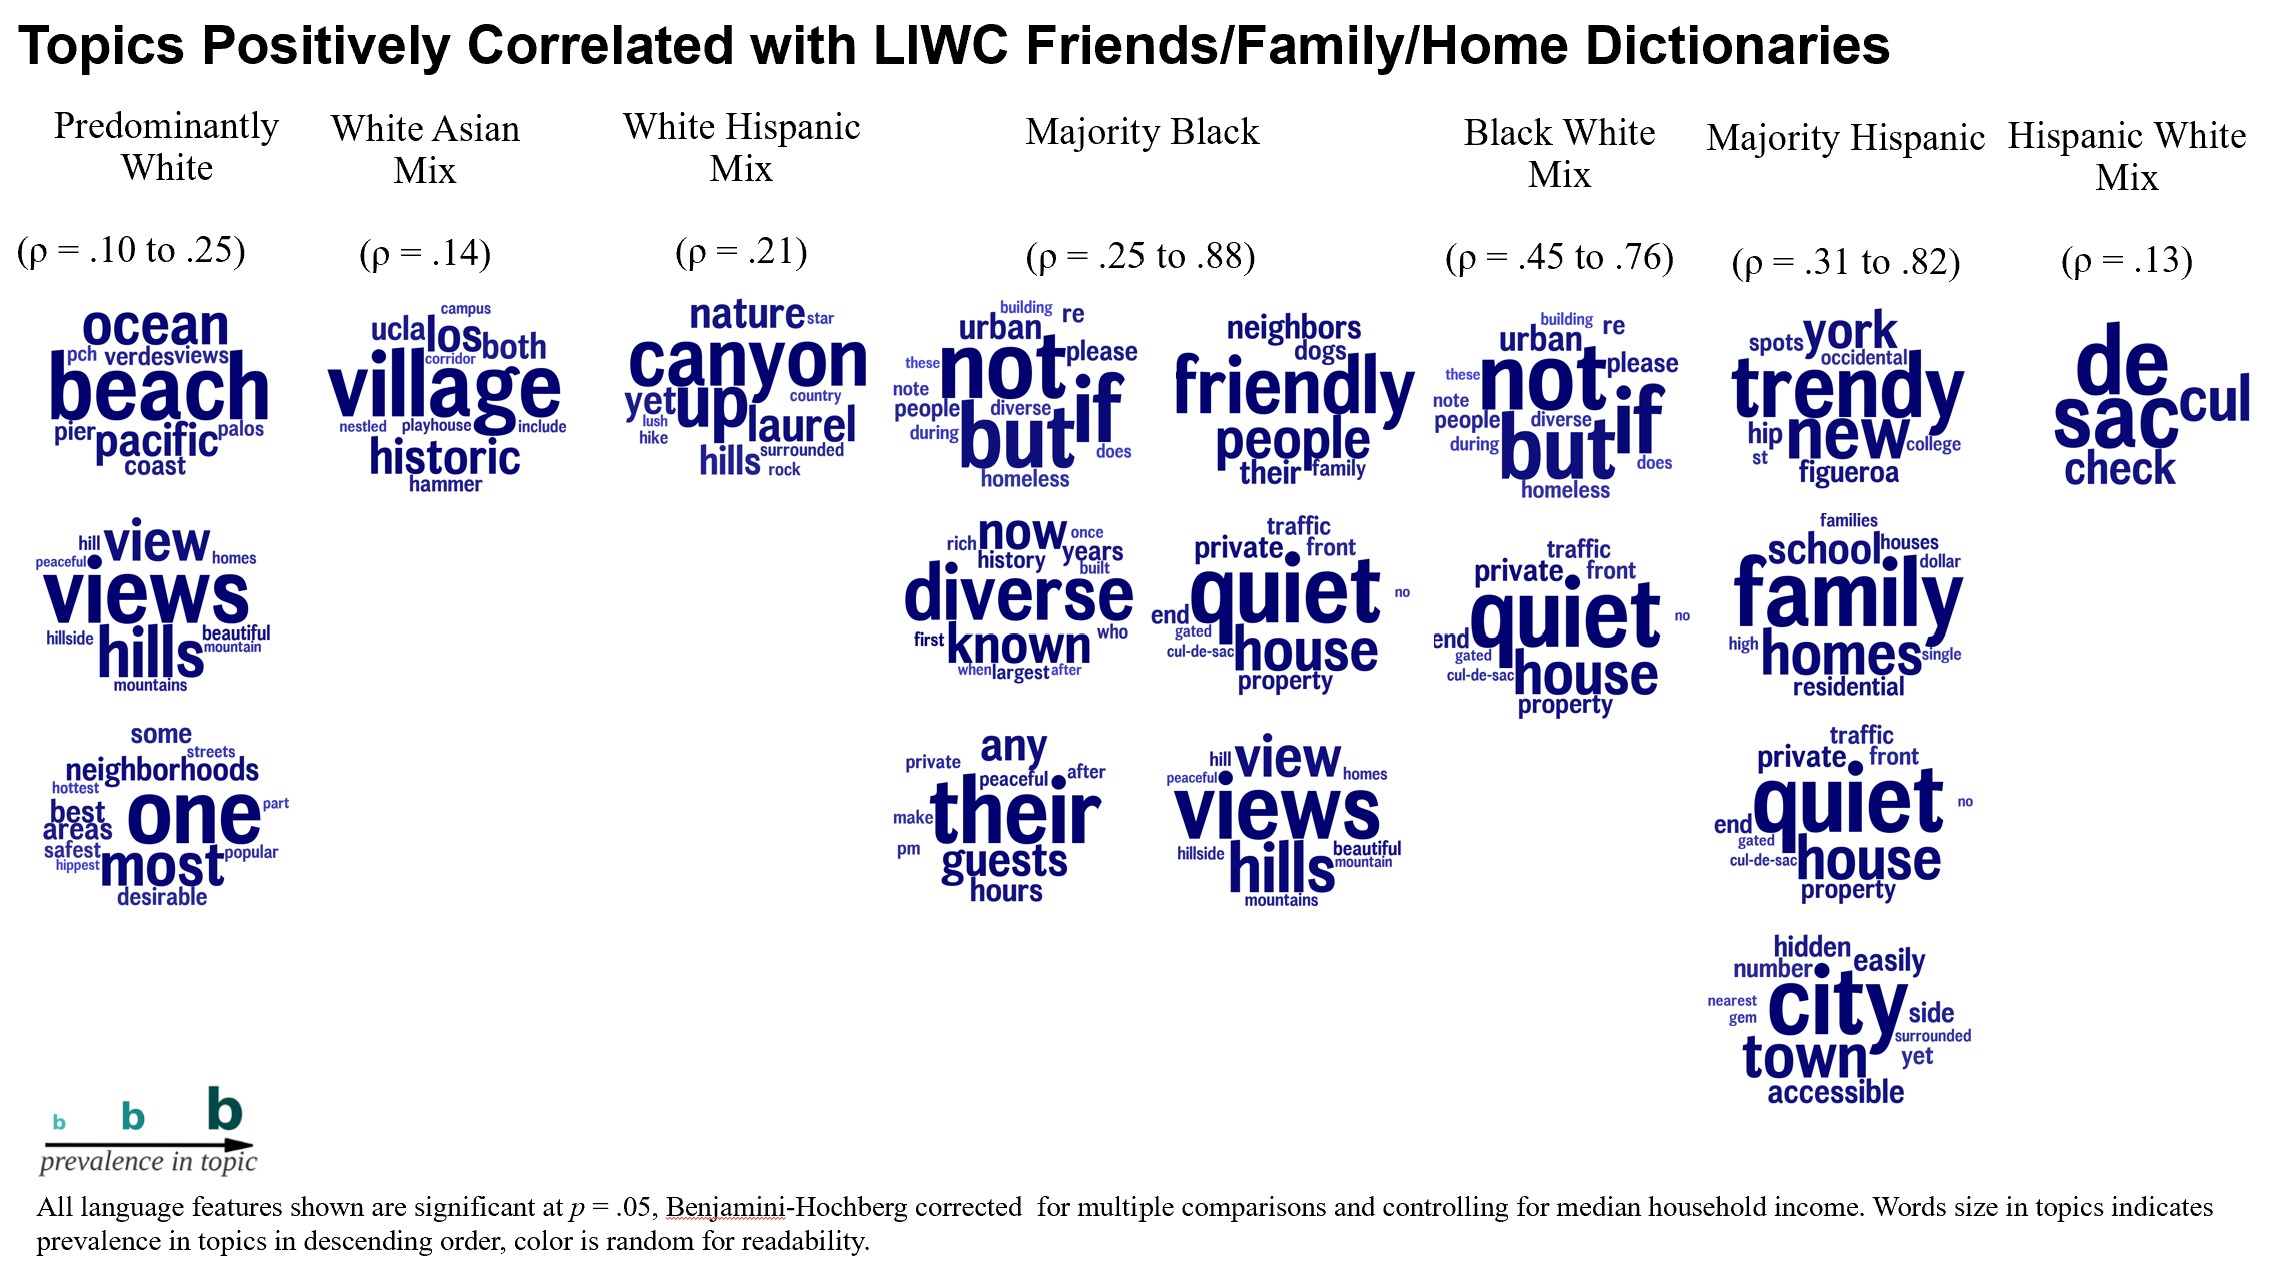 Topics Positively Correlated with LIWC Friends/Family/Home Dictionaries
Predominantly
White
(ρ = .10 to .25)
White Asian
Mix
(ρ = .14)
White Hispanic
Mix
(ρ = .21)
Majority Black
(ρ = .25 to .88)
Black White
Mix
(ρ = .45 to .76)
Majority Hispanic
(ρ = .31 to .82)
Hispanic White
Mix
(ρ = .13)
ocean
pch verdes views
beach
pier pacific palos
coast
hill view homes
peaceful
views
hillside hills beautiful
mountain
mountains
some
streets
neighborhoods
hottest
best one part
areas
safest most popular
hippest
desirable
campus
ucla los both
corridor
village
nestled playhouse include
historic
hammer
nature star
canyon
yet up country
lush laurel
hike
hills surrounded
rock
building re
urban
these not please
note if
people diverse
during but does
homeless
neighbors
dogs
friendly
people
their family
rich now once
history years
built
diverse
first known who
when largest after
traffic
private front
quiet no
end
gated
cul-de-sac house
property
any
private peaceful after
make their
pm guests
hours
hill view homes
peaceful
views
hillside hills beautiful
mountain
mountains
building re
urban
these not please
note if
people diverse
during but does
homeless
traffic
private front
quiet no
end
gated
cul-de-sac house
property
spots york
occidental
trendy
hip new college
st
figueroa
families
school houses
dollar
family
high homes single
residential
traffic
private front
quiet no
end
gated
cul-de-sac house
property
hidden
number easily
nearest city
gem side
surrounded
town yet
accessible
de
sac cul
check
b b b
prevalence in topic
All language features shown are significant at p = .05, Benjamini-Hochberg corrected  for multiple comparisons and controlling for median household income. Words size in topics indicates
prevalence in topics in descending order, color is random for readability.